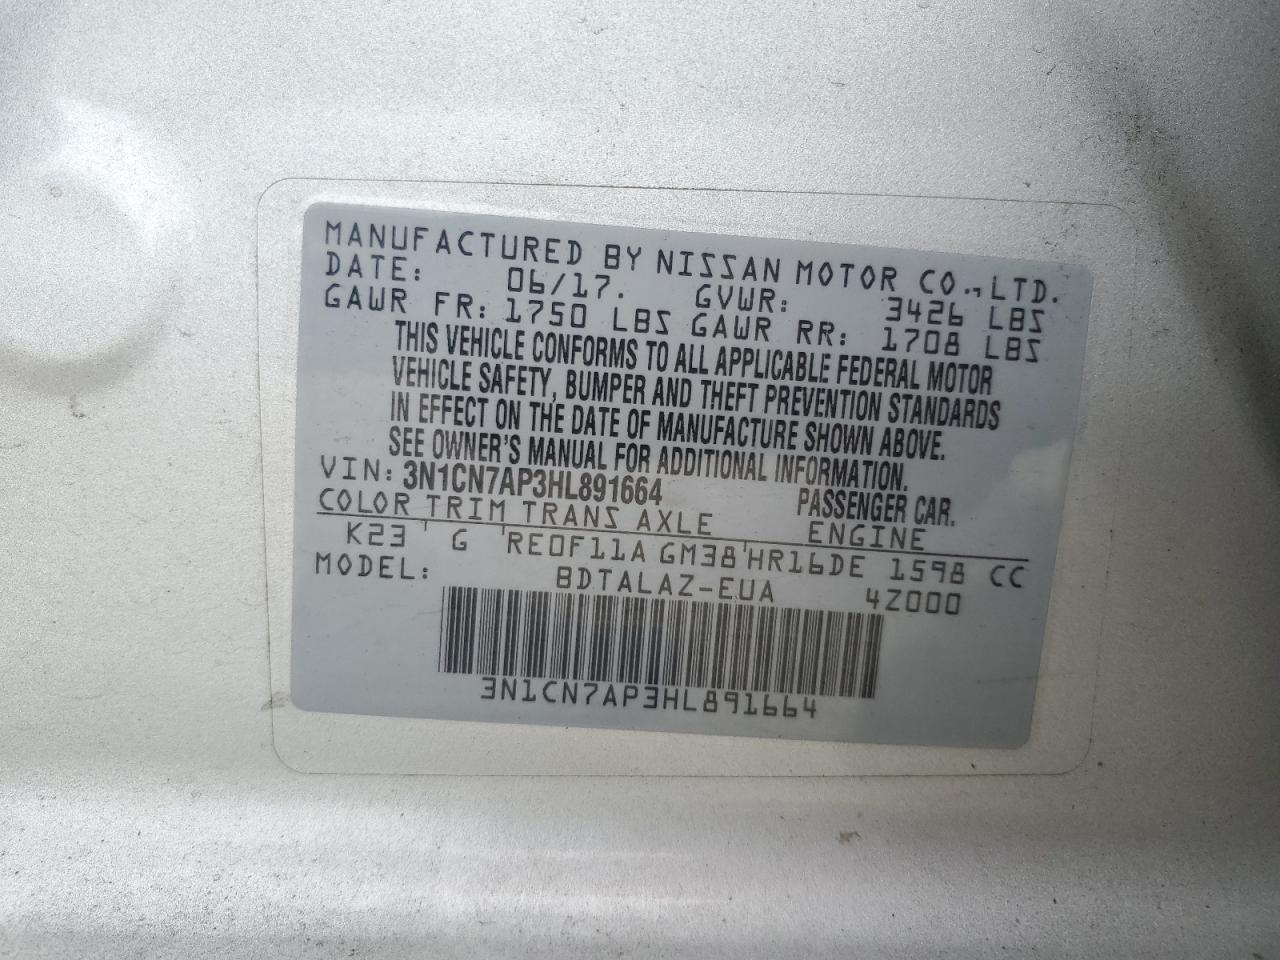 MANUFACTURED BY NISSAN MOTOR CO.,LTD.
DATE: 06/17. GVWR: 3426 LBS
GAWR FR: 1750 LBS GAWR RR: 1708 LBS
THIS VEHICLE CONFORMS TO ALL APPLICABLE FEDERAL MOTOR
VEHICLE SAFETY, BUMPER AND THEFT PREVENTION STANDARDS
IN EFFECT ON THE DATE OF MANUFACTURE SHOWN ABOVE.
SEE OWNER'S MANUAL FOR ADDITIONAL INFORMATION.
VIN: 3N1CN7AP3HL891664 PASSENGER CAR.
COLOR TRIM TRANS AXLE ENGINE
K23 ' G 'RE0F11A GM38'HR16DE 1598 CC
MODEL: BDTALAZ-EUA 4Z000
3N1CN7AP3HL891664